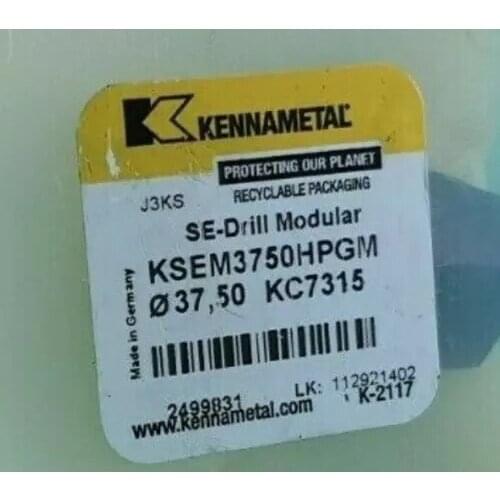 KENNAMETAL
PROTECTING OUR PLANET
RECYCLABLE PACKAGING
J3KS
SE-Drill Modular
KSEM3750HPGM
Ø 37,50 KC7315
Made in Germany
2499831 LK: 112921402
www.kennametal.com K-2117